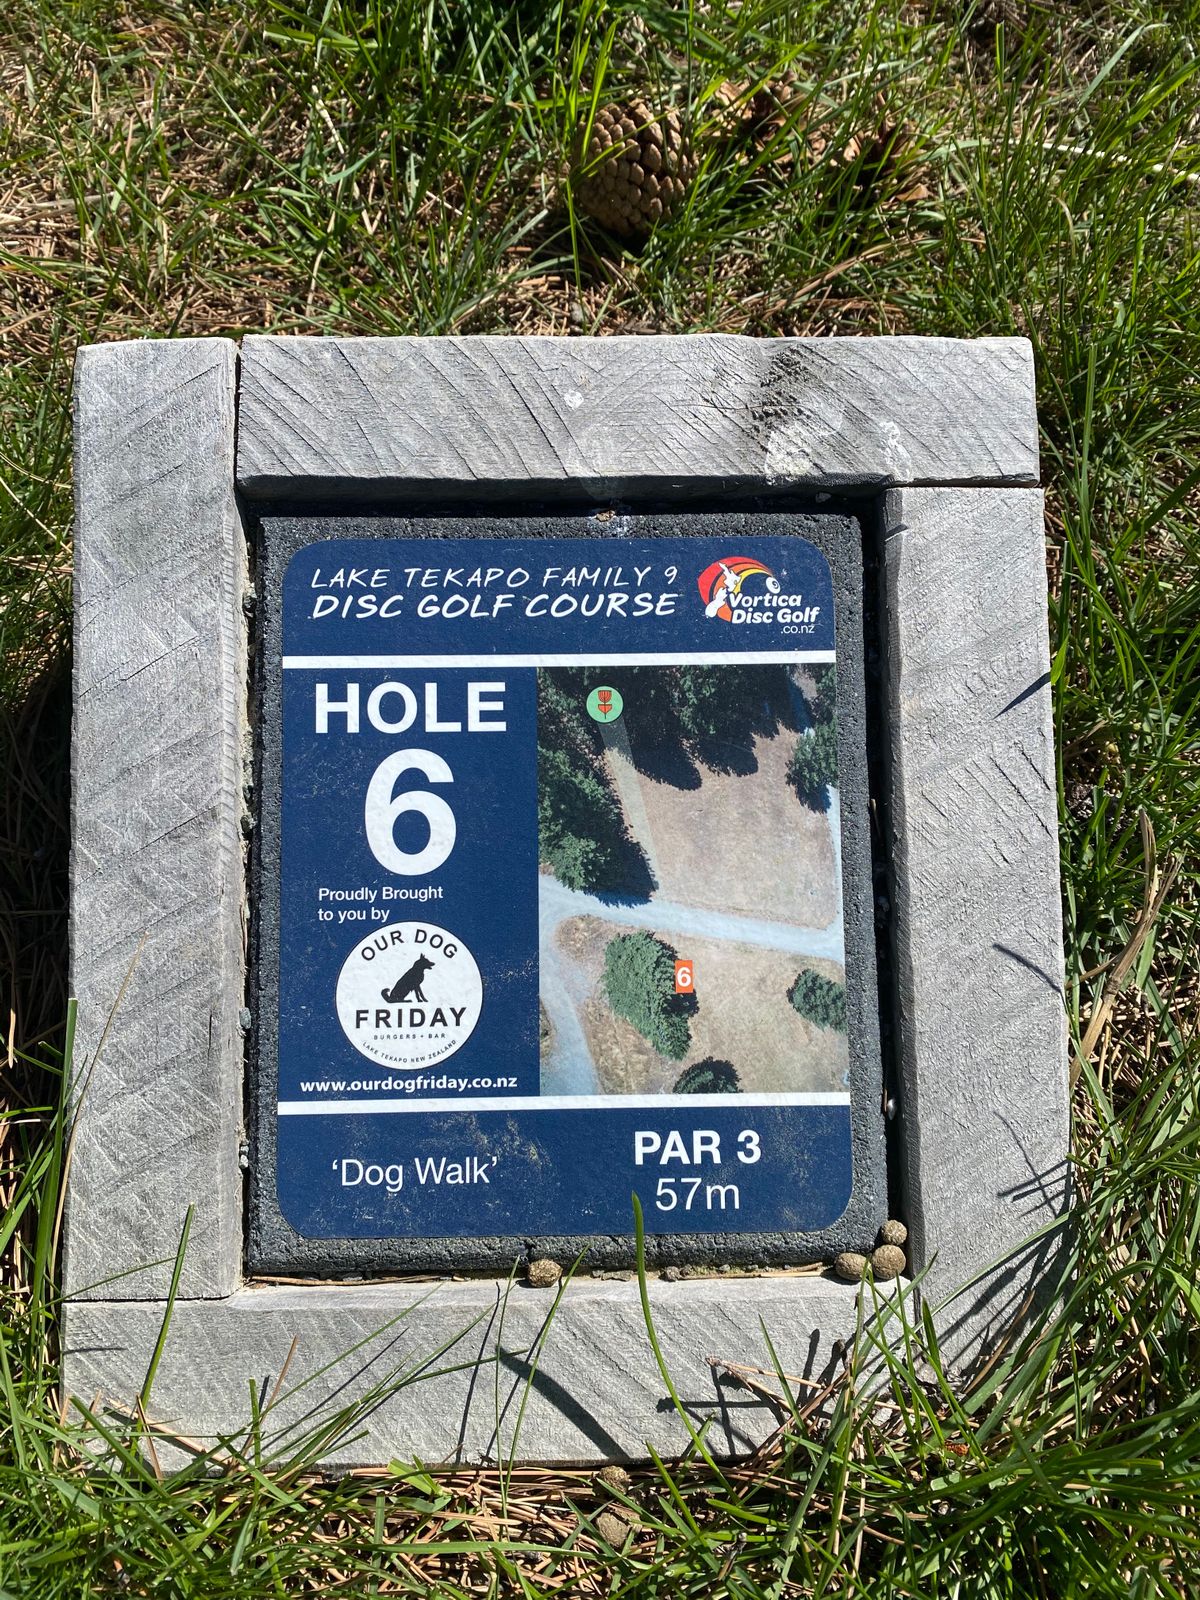 LAKE TEKAPO FAMILY 9
DISC GOLF COURSE
Vortica
Disc Golf
.co.nz
HOLE
6
Proudly Brought
to you by
OUR DOG
FRIDAY
BURGERS + BAR
LAKE TEKAPO NEW ZEALAND
www.ourdogfriday.co.nz
6
'Dog Walk'
PAR 3
57m